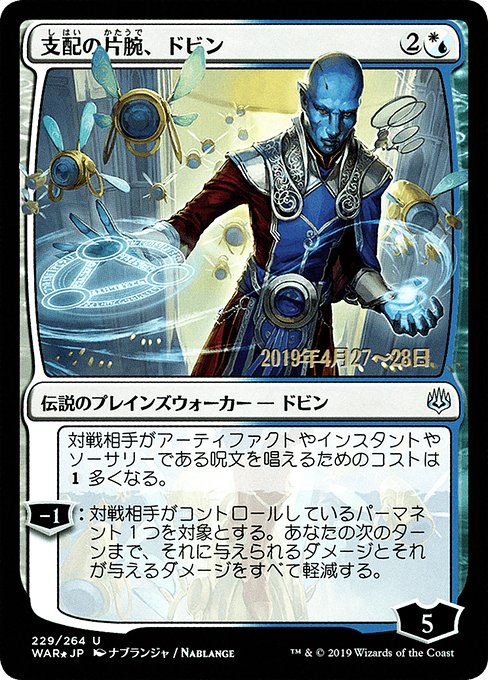 支配の片腕、ドビン 2
しはい かたうで
2019年4月27~28日
伝説のプレインズウォーカー — ドビン
対戦相手がアーティファクトやインスタントや
ソーサリーである呪文を唱えるためのコストは
1 多くなる。
-1:対戦相手がコントロールしているパーマネ
ント1つを対象とする。あなたの次のター
ンまで、それに与えられるダメージとそれ
が与えるダメージをすべて軽減する。
5
229/264 U
WAR★JP ナブランジャ / NABLANGE
™ & © 2019 Wizards of the Coast